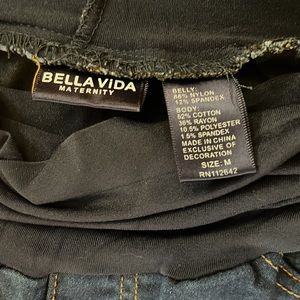 BELLA VIDA
MATERNITY
BELLY:
88% NYLON
12% SPANDEX
BODY:
52% COTTON
36% RAYON
10.5% POLYESTER
1.5% SPANDEX
MADE IN CHINA
EXCLUSIVE OF
DECORATION
SIZE: M
RN112642